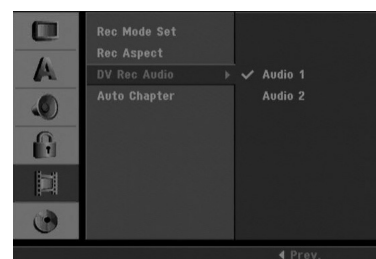 Rec Mode Set
Rec Aspect
DV Rec Audio
Auto Chapter
Audio 1
Audio 2
Prev.